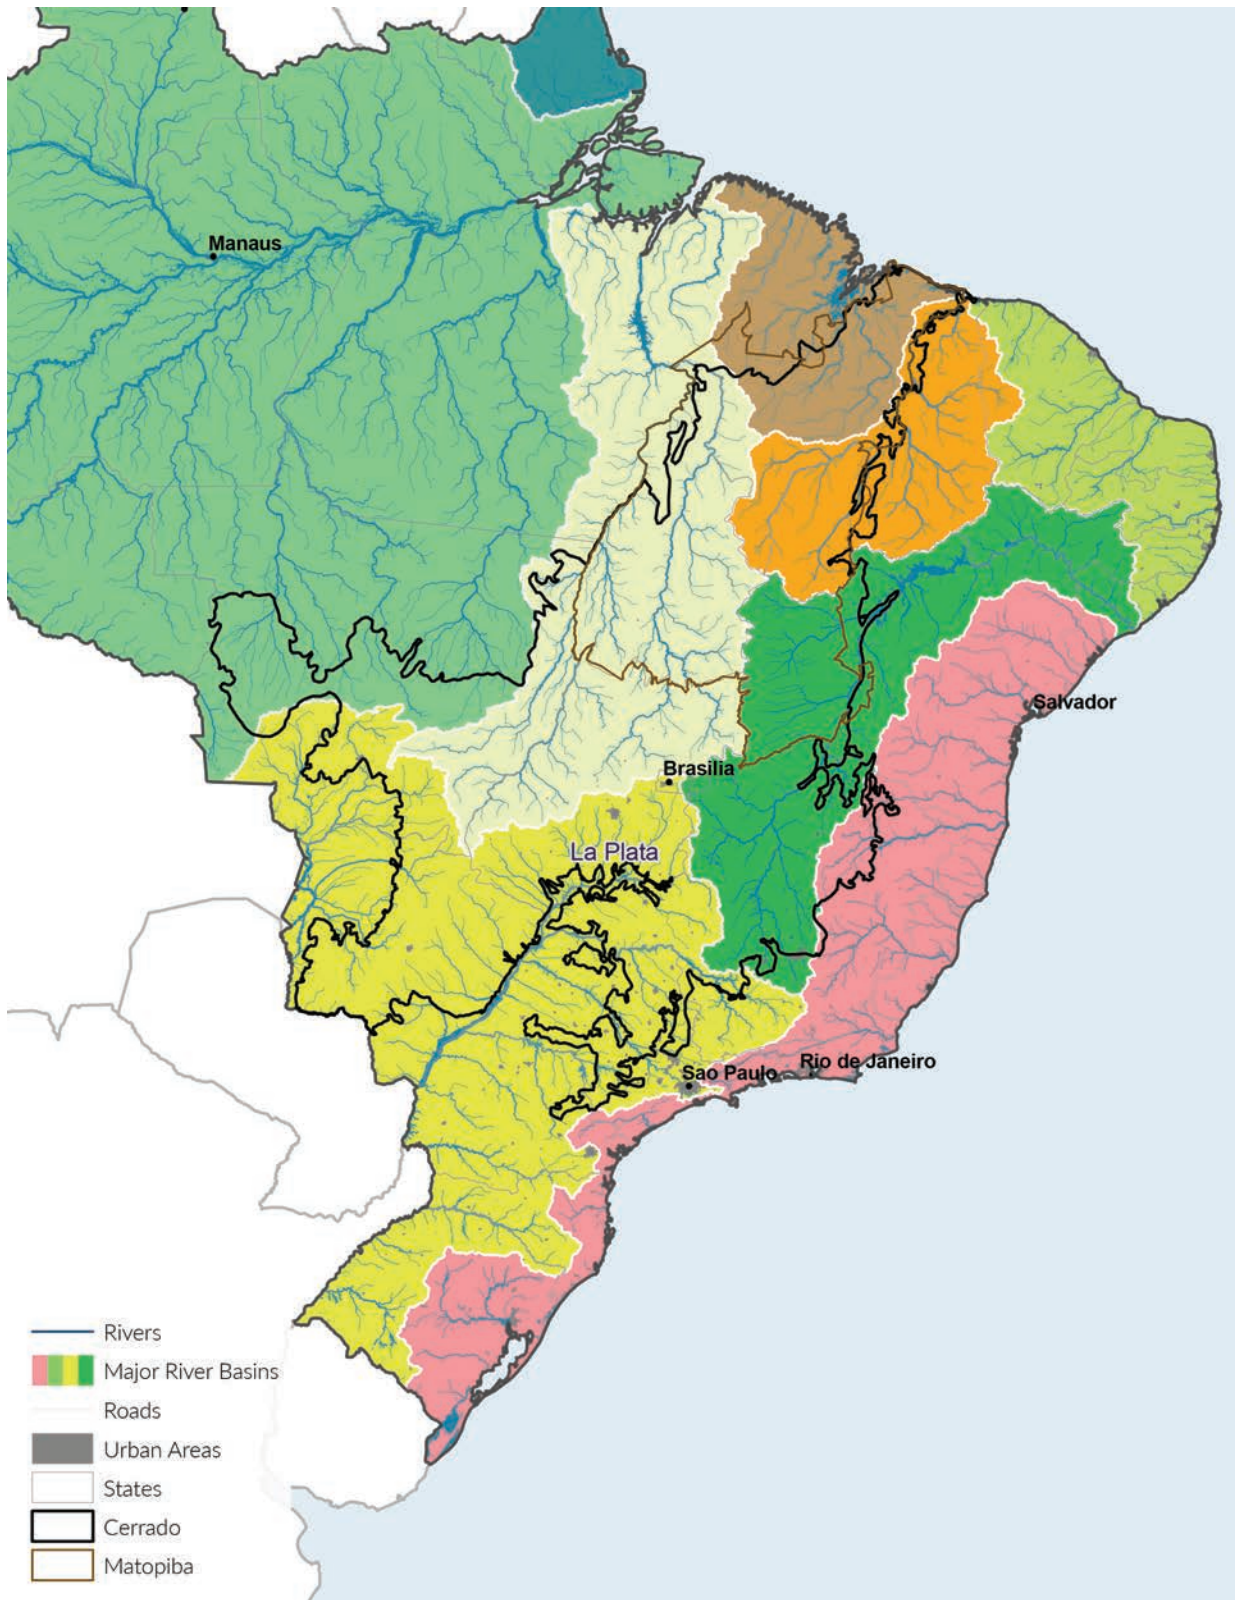 Manaus
Salvador
Brasilia
La Plata
Rio de Janeiro
Sao Paulo
Rivers
Major River Basins
Roads
Urban Areas
States
Cerrado
Matopiba